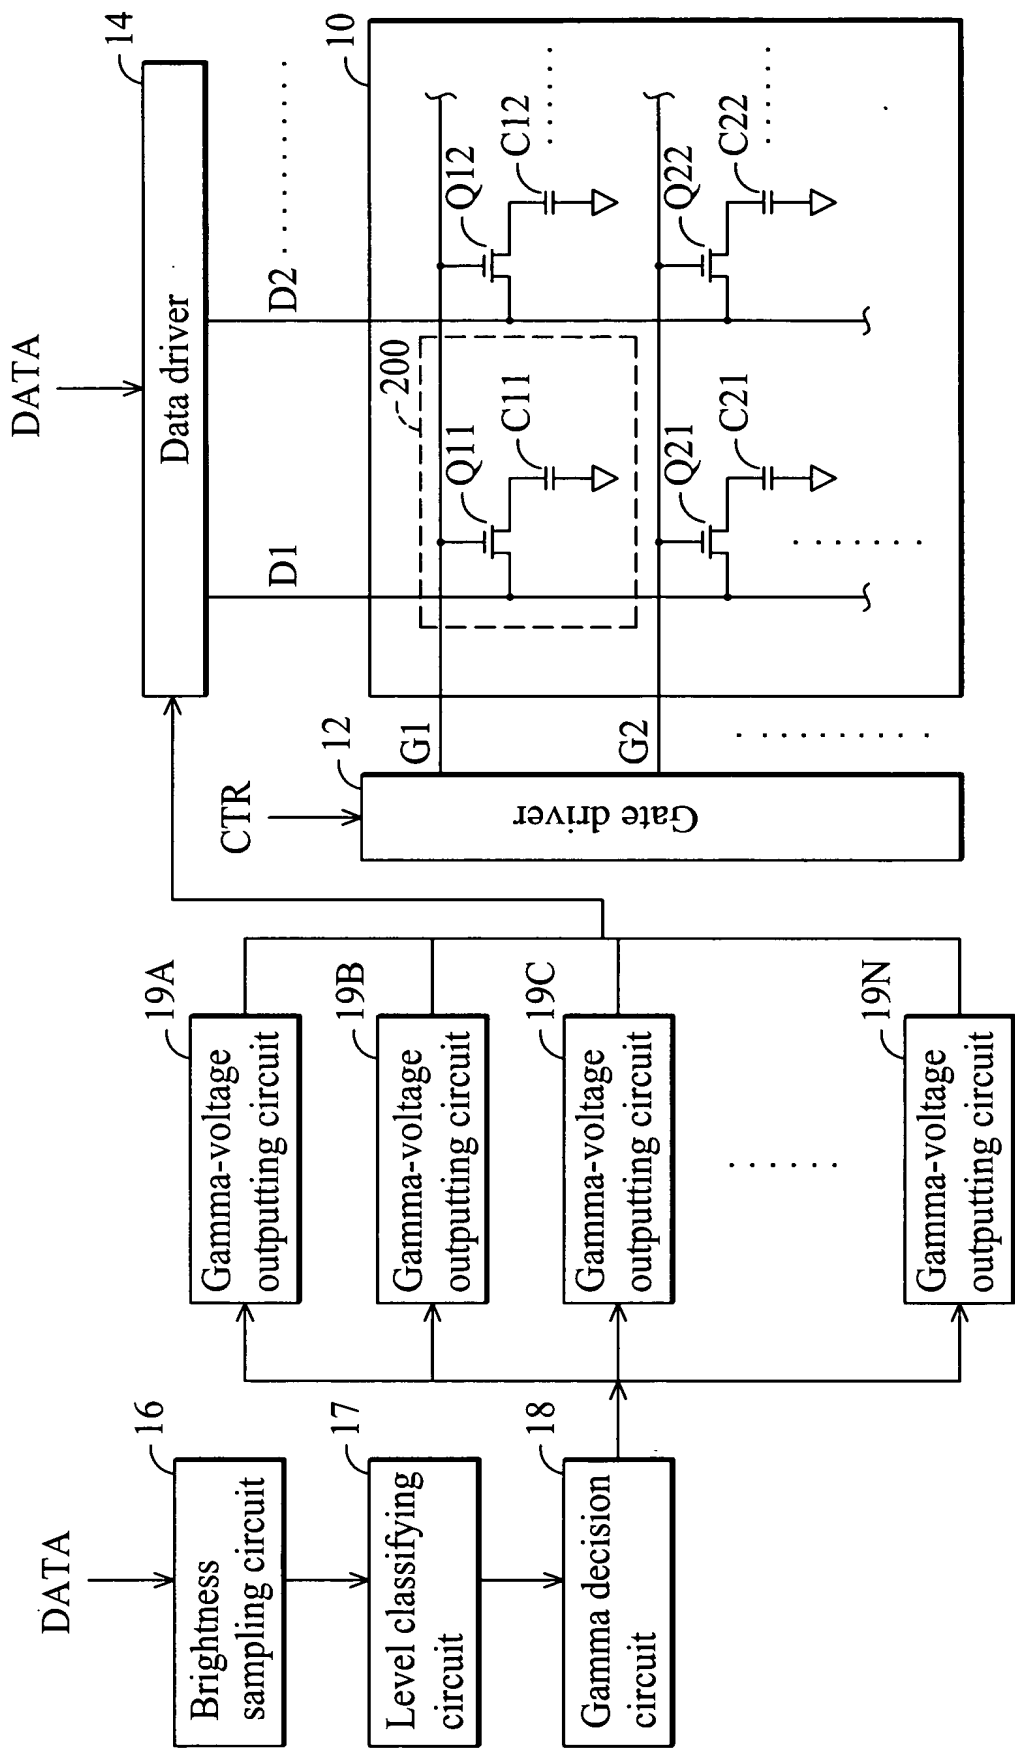 DATA
16
Brightness
sampling circuit
17
Level classifying
circuit
18
Gamma decision
circuit
19A
Gamma-voltage
outputting circuit
19B
Gamma-voltage
outputting circuit
19C
Gamma-voltage
outputting circuit
19N
Gamma-voltage
outputting circuit
CTR
12
Gate driver
G1
G2
DATA
14
Data driver
D1
D2
10
200
Q11
C11
Q12
C12
Q21
C21
Q22
C22